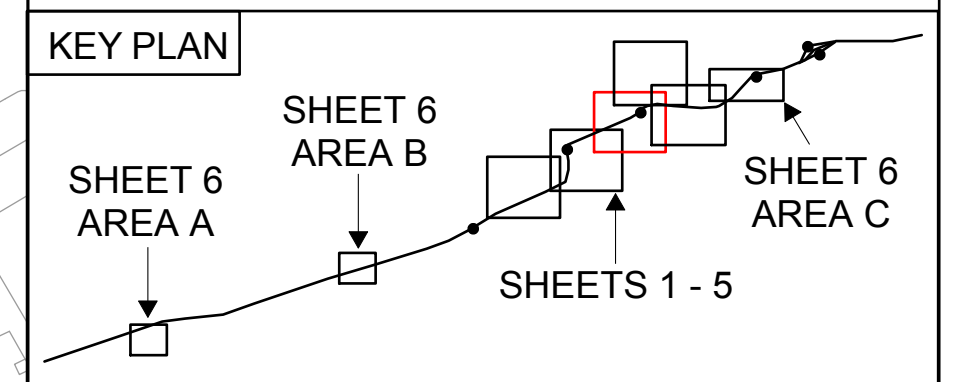 KEY PLAN
SHEET 6
AREA A
SHEET 6
AREA B
SHEETS 1 - 5
SHEET 6
AREA C